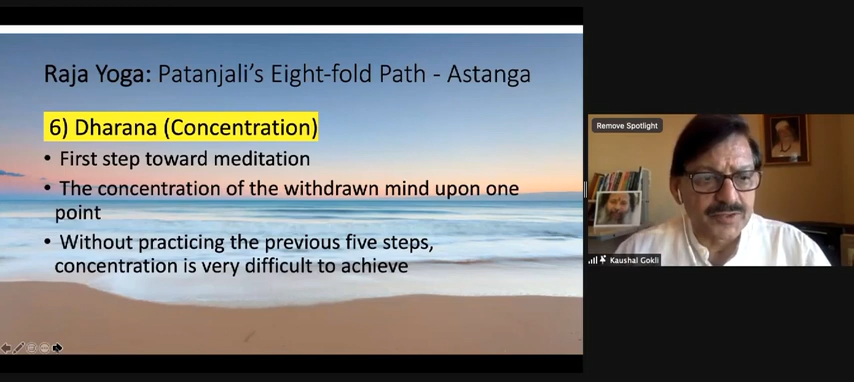 Raja Yoga: Patanjali's Eight-fold Path - Astanga
6) Dharana (Concentration)
• First step toward meditation
• The concentration of the withdrawn mind upon one
point
• Without practicing the previous five steps,
concentration is very difficult to achieve
Remove Spotlight
Kaushal Gokli